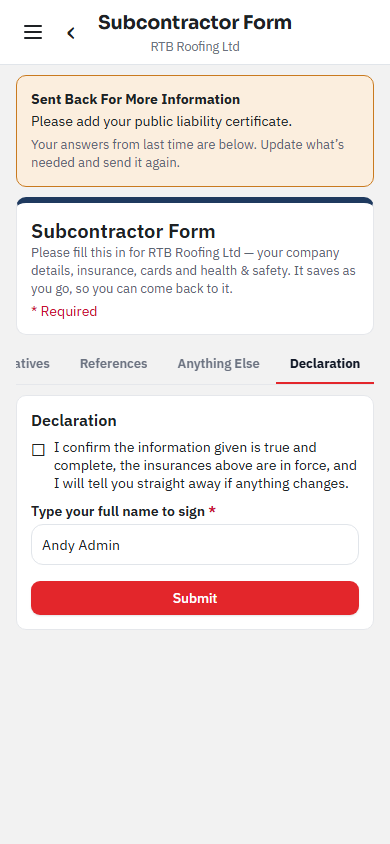 Subcontractor Form
RTB Roofing Ltd
Sent Back For More Information
Please add your public liability certificate.
Your answers from last time are below. Update what's
needed and send it again.
Subcontractor Form
Please fill this in for RTB Roofing Ltd — your company
details, insurance, cards and health & safety. It saves as
you go, so you can come back to it.
* Required
atives References Anything Else Declaration
Declaration
I confirm the information given is true and
complete, the insurances above are in force, and
I will tell you straight away if anything changes.
Type your full name to sign *
Andy Admin
Submit